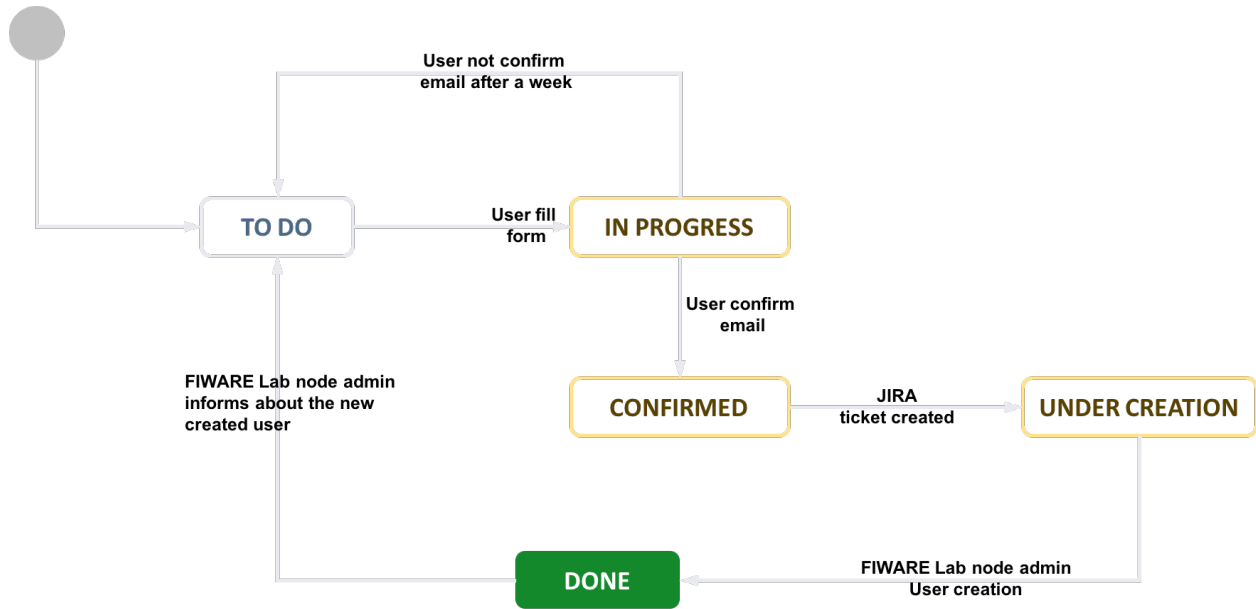 User not confirm
email after a week
TO DO
User fill
form
IN PROGRESS
User confirm
email
FIWARE Lab node admin
informs about the new
created user
CONFIRMED
JIRA
ticket created
UNDER CREATION
DONE
FIWARE Lab node admin
User creation